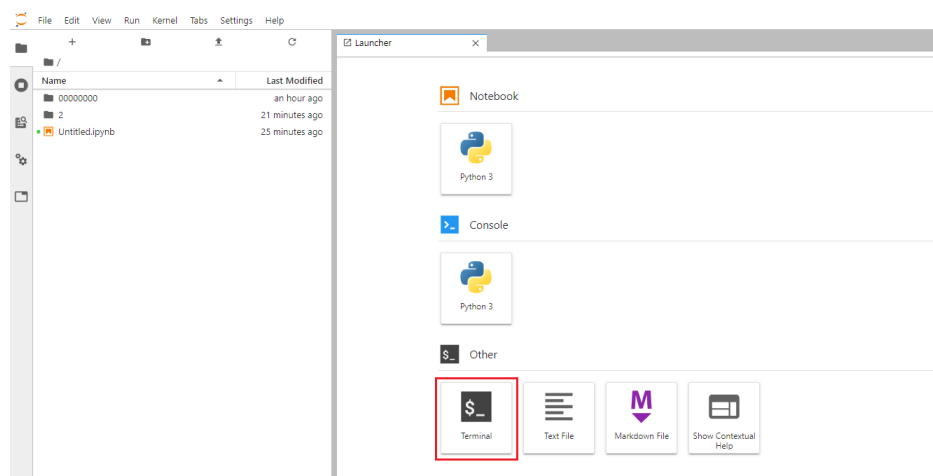 File Edit View Run Kernel Tabs Settings Help
/
Name Last Modified
00000000 an hour ago
2 21 minutes ago
Untitled.ipynb 25 minutes ago
Launcher
Notebook
Python 3
Console
Python 3
$_ Other
$_
Terminal
Text File
M
Markdown File
Show Contextual
Help